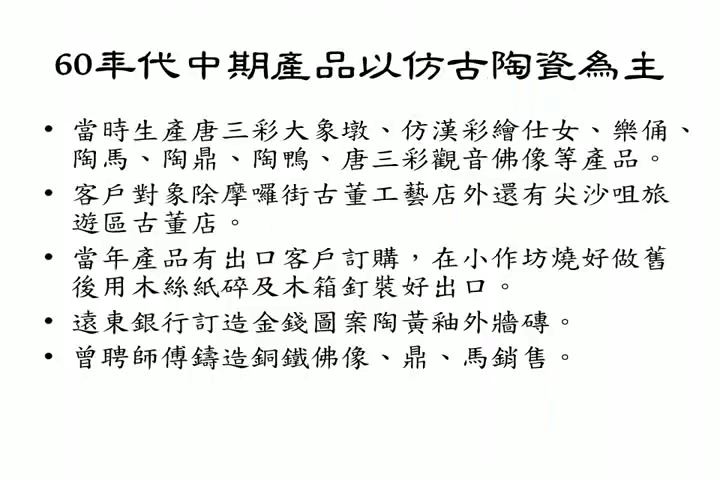 60年代中期產品以仿古陶瓷為主
• 當時生產唐三彩大象墩、仿漢彩繪仕女、樂俑、
陶馬、陶鼎、陶鴨、唐三彩觀音佛像等產品。
• 客戶對象除摩囉街古董工藝店外還有尖沙咀旅
遊區古董店。
• 當年產品有出口客戶訂購，在小作坊燒好做舊
後用木絲紙碎及木箱釘裝好出口。
• 遠東銀行訂造金錢圖案陶黃釉外牆磚。
• 曾聘師傅鑄造銅鐵佛像、鼎、馬銷售。